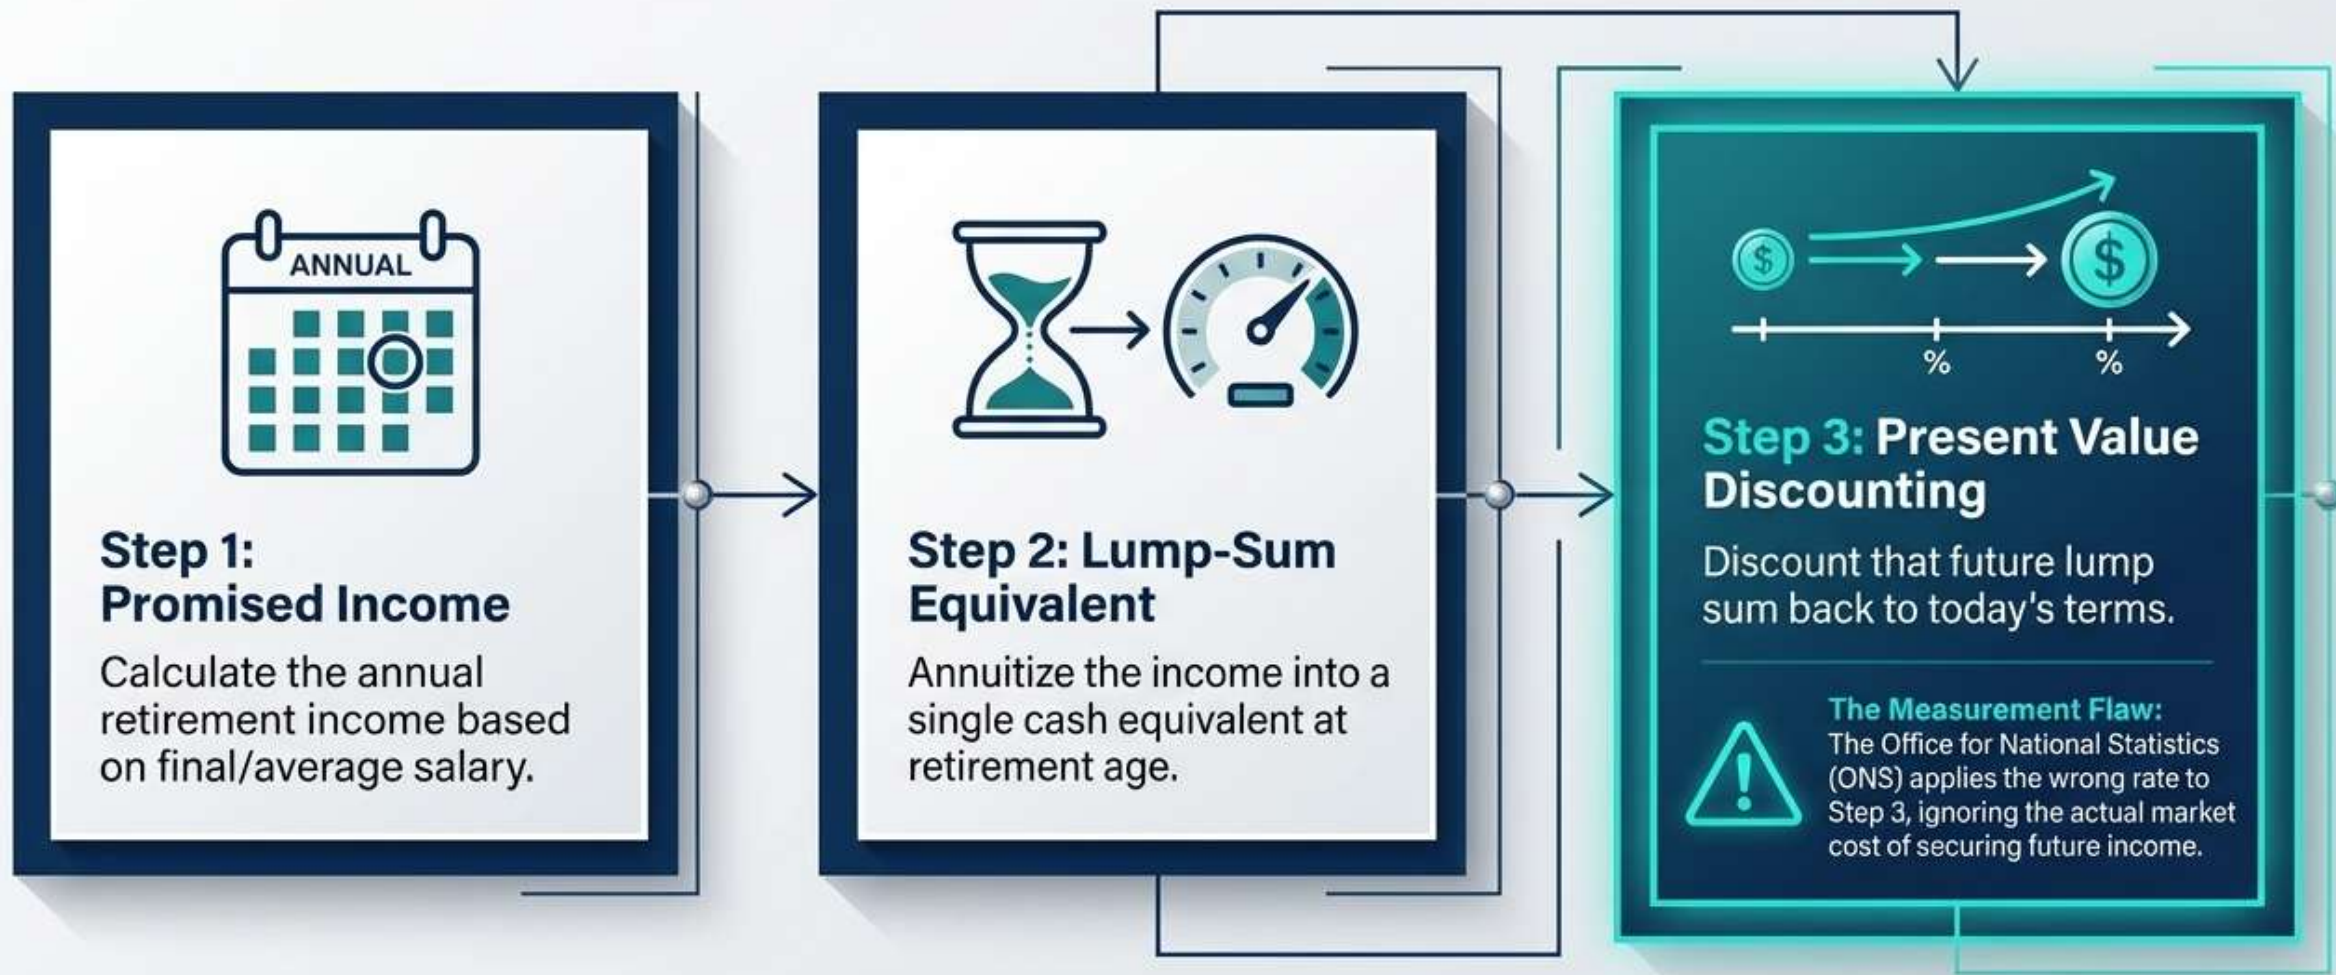 ANNUAL
Step 1:
Promised Income
Calculate the annual
retirement income based
on final/average salary.
Step 2: Lump-Sum
Equivalent
Annuitize the income into a
single cash equivalent at
retirement age.
$ $
% %
Step 3: Present Value
Discounting
Discount that future lump
sum back to today's terms.
The Measurement Flaw:
The Office for National Statistics
(ONS) applies the wrong rate to
Step 3, ignoring the actual market
cost of securing future income.